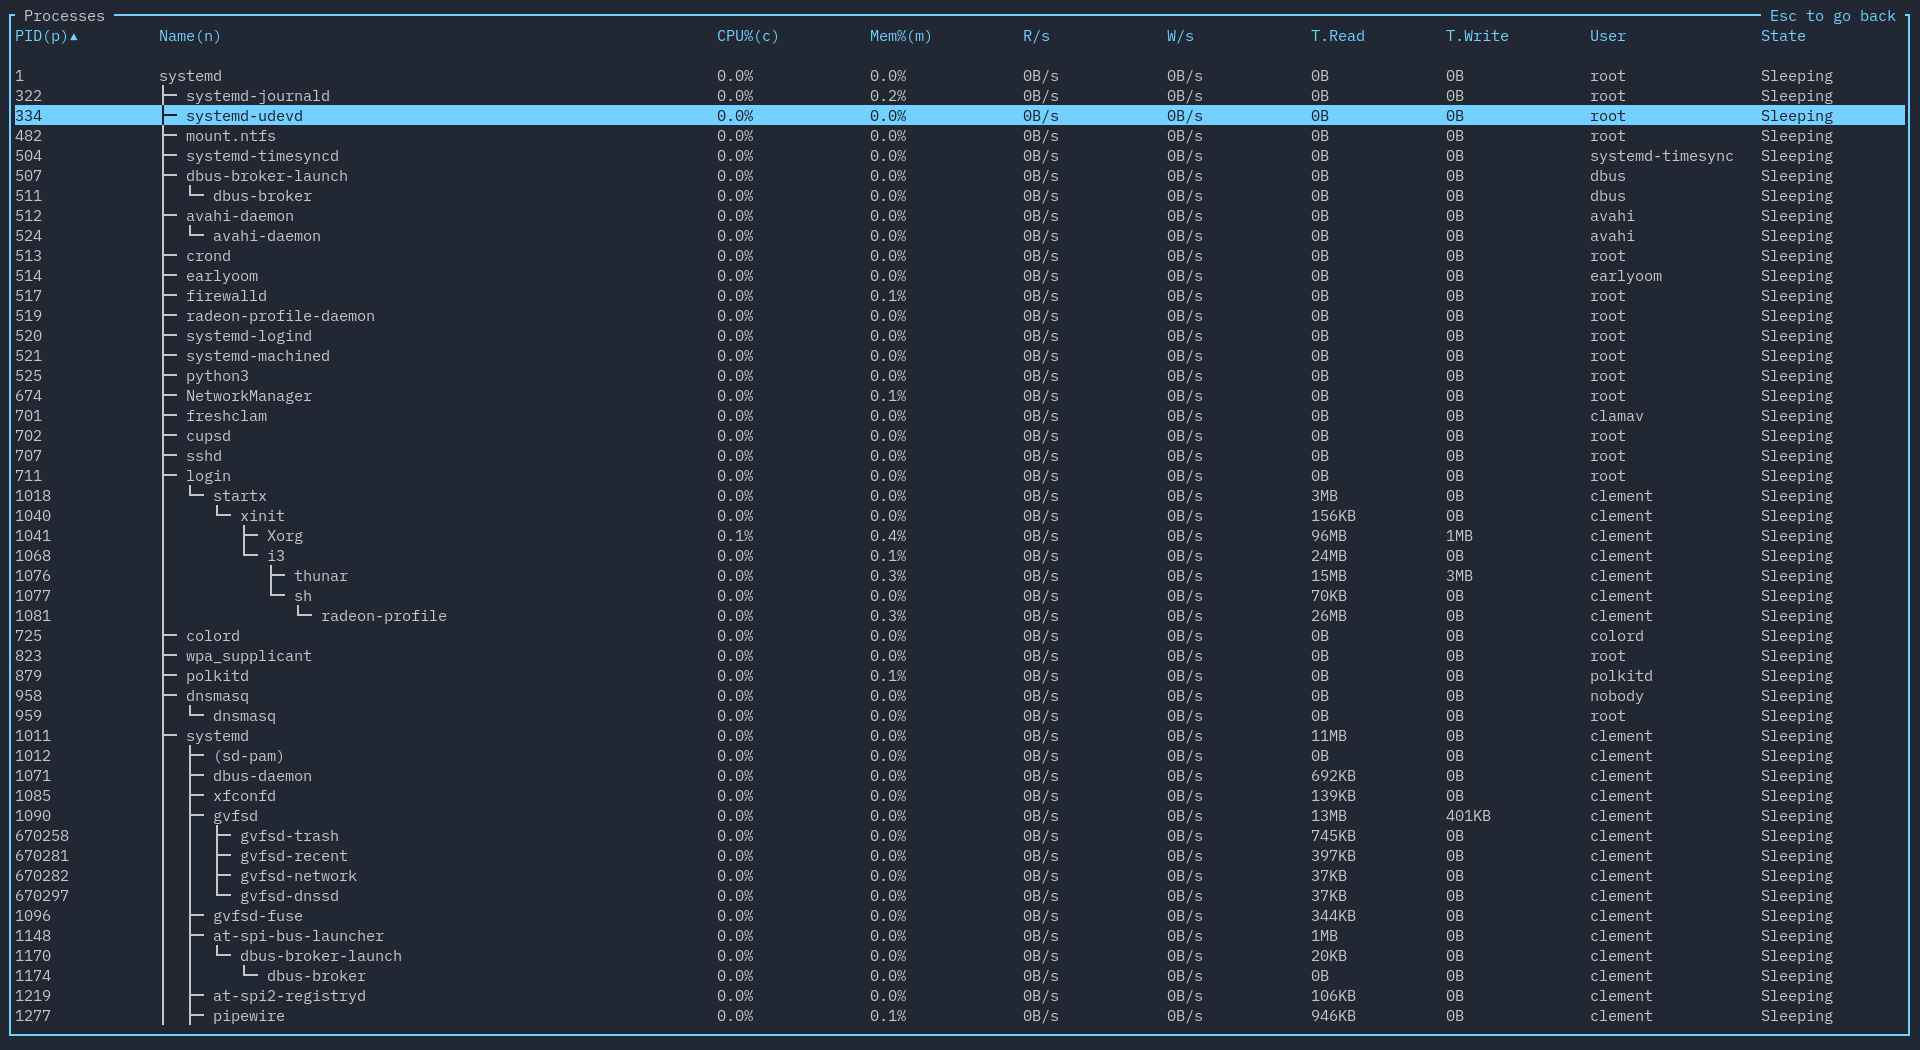 Processes Esc to go back
PID(p)▲ Name(n) CPU%(c) Mem%(m) R/s W/s T.Read T.Write User State
1 systemd 0.0% 0.0% 0B/s 0B/s 0B 0B root Sleeping
322 ├─ systemd-journald 0.0% 0.2% 0B/s 0B/s 0B 0B root Sleeping
334 ├─ systemd-udevd 0.0% 0.0% 0B/s 0B/s 0B 0B root Sleeping
482 ├─ mount.ntfs 0.0% 0.0% 0B/s 0B/s 0B 0B root Sleeping
504 ├─ systemd-timesyncd 0.0% 0.0% 0B/s 0B/s 0B 0B systemd-timesync Sleeping
507 ├─ dbus-broker-launch 0.0% 0.0% 0B/s 0B/s 0B 0B dbus Sleeping
511 │  └─ dbus-broker 0.0% 0.0% 0B/s 0B/s 0B 0B dbus Sleeping
512 ├─ avahi-daemon 0.0% 0.0% 0B/s 0B/s 0B 0B avahi Sleeping
524 │  └─ avahi-daemon 0.0% 0.0% 0B/s 0B/s 0B 0B avahi Sleeping
513 ├─ crond 0.0% 0.0% 0B/s 0B/s 0B 0B root Sleeping
514 ├─ earlyoom 0.0% 0.0% 0B/s 0B/s 0B 0B earlyoom Sleeping
517 ├─ firewalld 0.0% 0.1% 0B/s 0B/s 0B 0B root Sleeping
519 ├─ radeon-profile-daemon 0.0% 0.0% 0B/s 0B/s 0B 0B root Sleeping
520 ├─ systemd-logind 0.0% 0.0% 0B/s 0B/s 0B 0B root Sleeping
521 ├─ systemd-machined 0.0% 0.0% 0B/s 0B/s 0B 0B root Sleeping
525 ├─ python3 0.0% 0.0% 0B/s 0B/s 0B 0B root Sleeping
674 ├─ NetworkManager 0.0% 0.1% 0B/s 0B/s 0B 0B root Sleeping
701 ├─ freshclam 0.0% 0.0% 0B/s 0B/s 0B 0B clamav Sleeping
702 ├─ cupsd 0.0% 0.0% 0B/s 0B/s 0B 0B root Sleeping
707 ├─ sshd 0.0% 0.0% 0B/s 0B/s 0B 0B root Sleeping
711 ├─ login 0.0% 0.0% 0B/s 0B/s 0B 0B root Sleeping
1018 │  └─ startx 0.0% 0.0% 0B/s 0B/s 3MB 0B clement Sleeping
1040 │     └─ xinit 0.0% 0.0% 0B/s 0B/s 156KB 0B clement Sleeping
1041 │        ├─ Xorg 0.1% 0.4% 0B/s 0B/s 96MB 1MB clement Sleeping
1068 │        └─ i3 0.0% 0.1% 0B/s 0B/s 24MB 0B clement Sleeping
1076 │           ├─ thunar 0.0% 0.3% 0B/s 0B/s 15MB 3MB clement Sleeping
1077 │           └─ sh 0.0% 0.0% 0B/s 0B/s 70KB 0B clement Sleeping
1081 │              └─ radeon-profile 0.0% 0.3% 0B/s 0B/s 26MB 0B clement Sleeping
725 ├─ colord 0.0% 0.0% 0B/s 0B/s 0B 0B colord Sleeping
823 ├─ wpa_supplicant 0.0% 0.0% 0B/s 0B/s 0B 0B root Sleeping
879 ├─ polkitd 0.0% 0.1% 0B/s 0B/s 0B 0B polkitd Sleeping
958 ├─ dnsmasq 0.0% 0.0% 0B/s 0B/s 0B 0B nobody Sleeping
959 │  └─ dnsmasq 0.0% 0.0% 0B/s 0B/s 0B 0B root Sleeping
1011 ├─ systemd 0.0% 0.0% 0B/s 0B/s 11MB 0B clement Sleeping
1012 │  ├─ (sd-pam) 0.0% 0.0% 0B/s 0B/s 0B 0B clement Sleeping
1071 │  ├─ dbus-daemon 0.0% 0.0% 0B/s 0B/s 692KB 0B clement Sleeping
1085 │  ├─ xfconfd 0.0% 0.0% 0B/s 0B/s 139KB 0B clement Sleeping
1090 │  ├─ gvfsd 0.0% 0.0% 0B/s 0B/s 13MB 401KB clement Sleeping
670258 │  │  ├─ gvfsd-trash 0.0% 0.0% 0B/s 0B/s 745KB 0B clement Sleeping
670281 │  │  ├─ gvfsd-recent 0.0% 0.0% 0B/s 0B/s 397KB 0B clement Sleeping
670282 │  │  ├─ gvfsd-network 0.0% 0.0% 0B/s 0B/s 37KB 0B clement Sleeping
670297 │  │  └─ gvfsd-dnssd 0.0% 0.0% 0B/s 0B/s 37KB 0B clement Sleeping
1096 │  ├─ gvfsd-fuse 0.0% 0.0% 0B/s 0B/s 344KB 0B clement Sleeping
1148 │  ├─ at-spi-bus-launcher 0.0% 0.0% 0B/s 0B/s 1MB 0B clement Sleeping
1170 │  │  └─ dbus-broker-launch 0.0% 0.0% 0B/s 0B/s 20KB 0B clement Sleeping
1174 │  │     └─ dbus-broker 0.0% 0.0% 0B/s 0B/s 0B 0B clement Sleeping
1219 │  ├─ at-spi2-registryd 0.0% 0.0% 0B/s 0B/s 106KB 0B clement Sleeping
1277 │  ├─ pipewire 0.0% 0.1% 0B/s 0B/s 946KB 0B clement Sleeping